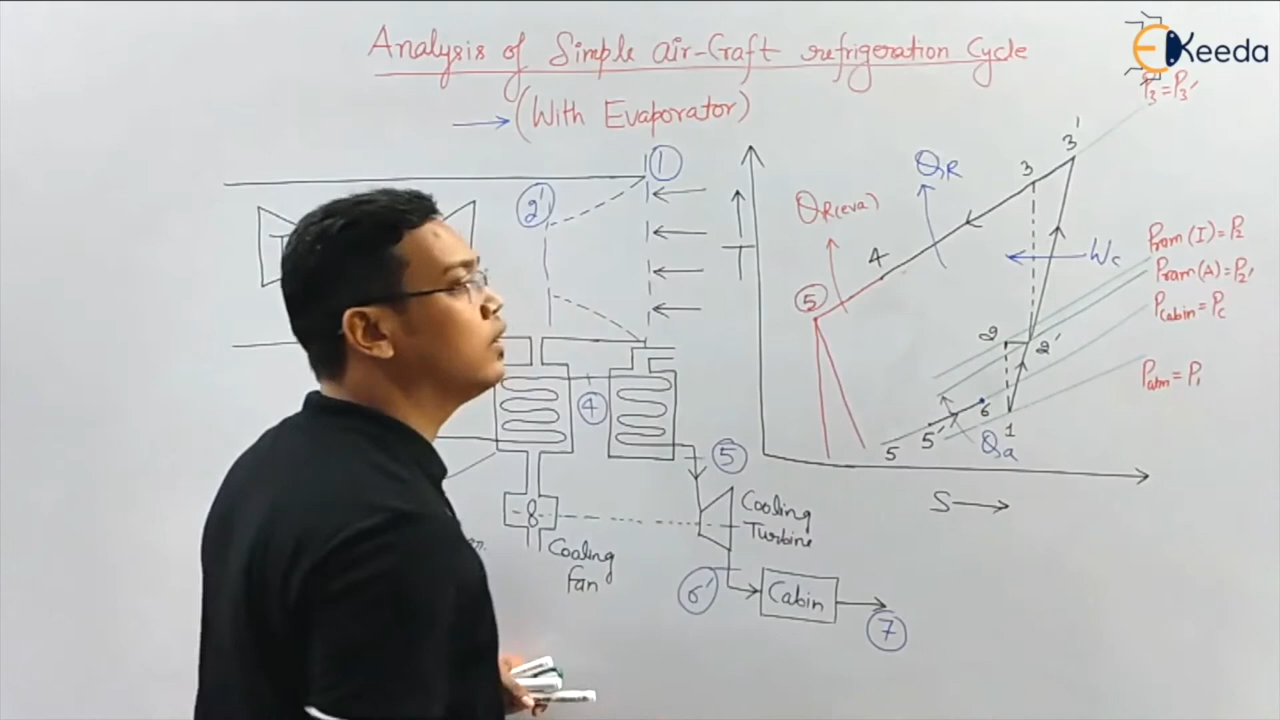 Analysis of Simple air-Craft refrigeration Cycle
(With Evaporator)
EKeeda
P3=P3'
1
2'
QR
3
3'
QR(eva)
T
4
Wc
Pram(I)=P2
Pram(A)=P2'
Pcabin=Pc
Patm=P1
5
2
2'
6
1
5'
5
Qa
4
5
S
8
Cooling
Turbine
Cooling
fan
6'
Cabin
7